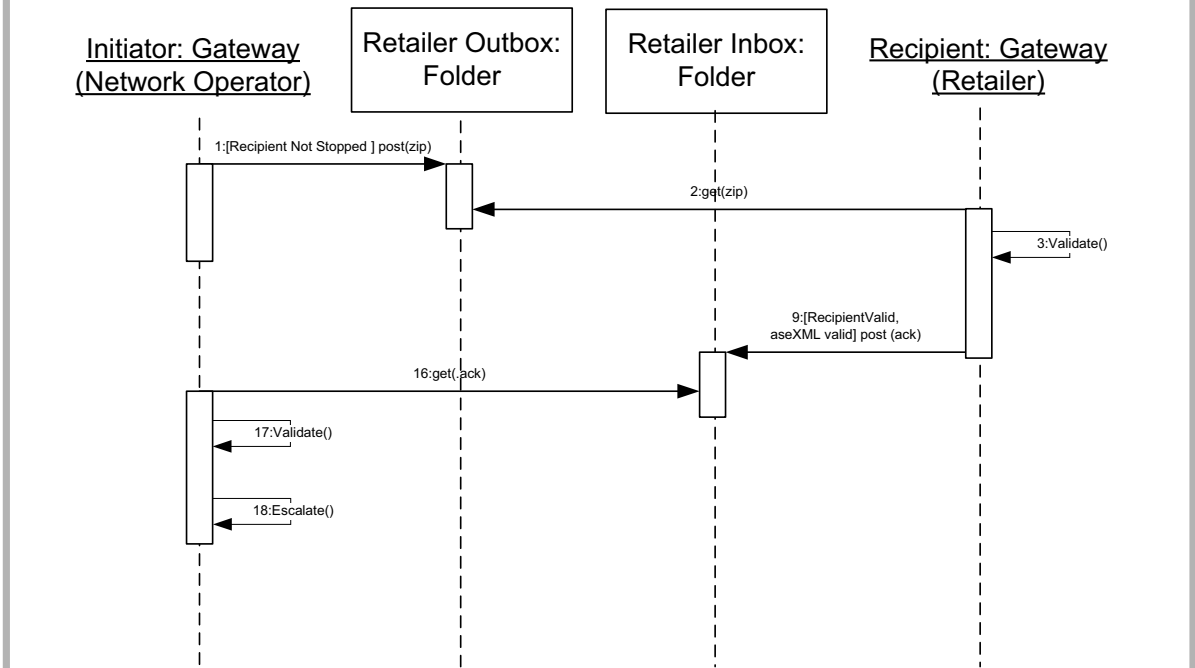 Initiator: Gateway
(Network Operator)
Retailer Outbox:
Folder
Retailer Inbox:
Folder
Recipient: Gateway
(Retailer)
1:[Recipient Not Stopped ] post(zip)
2:get(zip)
3:Validate()
9:[RecipientValid,
aseXML valid] post (ack)
16:get(.ack)
17:Validate()
18:Escalate()